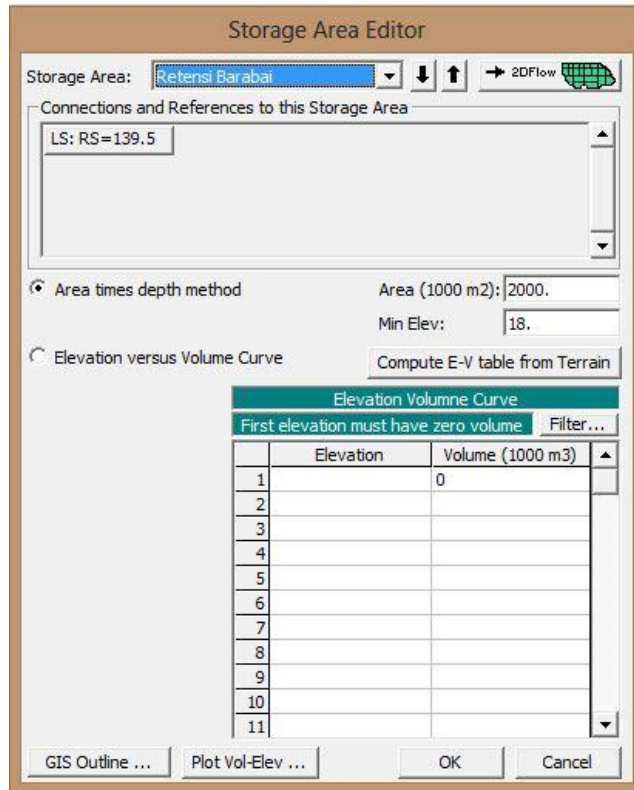 Storage Area Editor
Storage Area: Retensi Barabai 2DFlow
Connections and References to this Storage Area
LS: RS=139.5
Area times depth method Area (1000 m2): 2000.
Min Elev: 18.
Elevation versus Volume Curve Compute E-V table from Terrain
Elevation Volumne Curve
First elevation must have zero volume Filter...
Elevation Volume (1000 m3)
1 0
2
3
4
5
6
7
8
9
10
11
GIS Outline ... Plot Vol-Elev ... OK Cancel